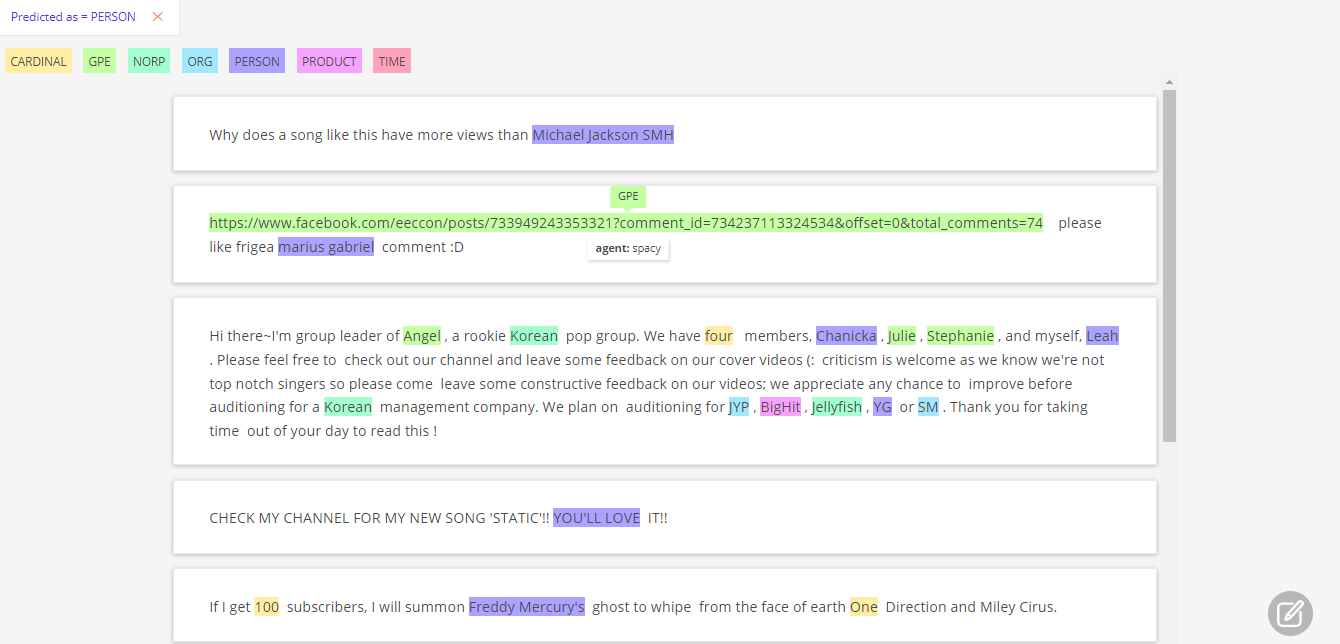 Predicted as = PERSON
CARDINAL GPE NORP ORG PERSON PRODUCT TIME
Why does a song like this have more views than Michael Jackson SMH
GPE
https://www.facebook.com/eeccon/posts/733949243353321?comment_id=734237113324534&offset=0&total_comments=74 please
like frigea marius gabriel comment :D
agent: spacy
Hi there~I'm group leader of Angel , a rookie Korean pop group. We have four members, Chanicka , Julie , Stephanie , and myself, Leah
. Please feel free to check out our channel and leave some feedback on our cover videos (: criticism is welcome as we know we're not
top notch singers so please come leave some constructive feedback on our videos; we appreciate any chance to improve before
auditioning for a Korean management company. We plan on auditioning for JYP , BigHit , Jellyfish , YG or SM . Thank you for taking
time out of your day to read this !
CHECK MY CHANNEL FOR MY NEW SONG 'STATIC'!! YOU'LL LOVE IT!!
If I get 100 subscribers, I will summon Freddy Mercury's ghost to whipe from the face of earth One Direction and Miley Cirus.